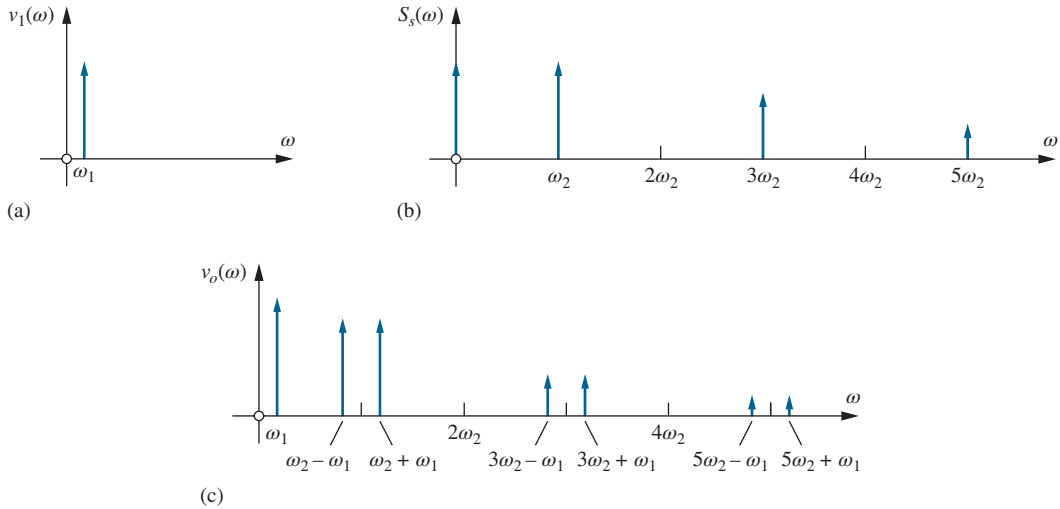 v₁(ω)
ω
ω₁
(a)
Sₛ(ω)
ω
ω₂
2ω₂
3ω₂
4ω₂
5ω₂
(b)
vₒ(ω)
ω
ω₁
2ω₂
4ω₂
ω₂ – ω₁
ω₂ + ω₁
3ω₂ – ω₁
3ω₂ + ω₁
5ω₂ – ω₁
5ω₂ + ω₁
(c)